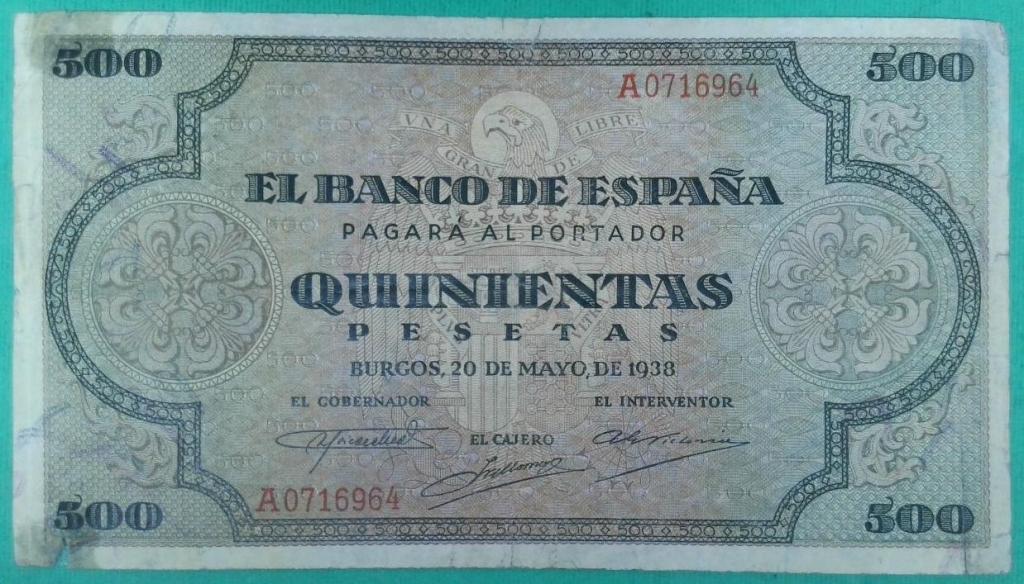 500 500
A0716964
VNA LIBRE
GRANDE
EL BANCO DE ESPAÑA
PAGARÁ AL PORTADOR
QUINIENTAS
PESETAS
BURGOS, 20 DE MAYO, DE 1938
EL GOBERNADOR EL INTERVENTOR
EL CAJERO
A0716964
500 500